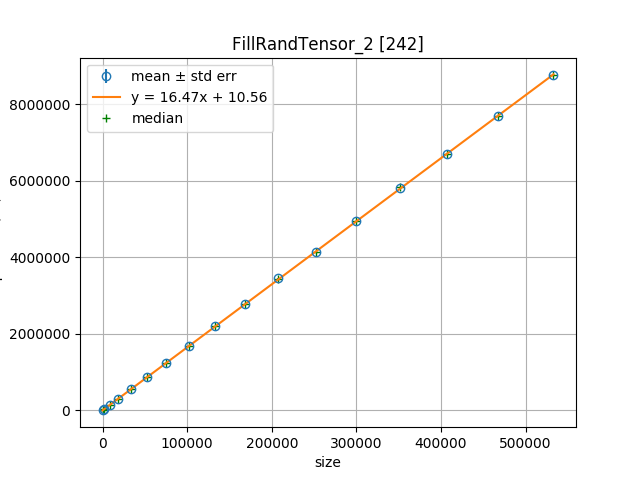 FillRandTensor_2 [242]
mean ± std err
y = 16.47x + 10.56
median
8000000
6000000
4000000
2000000
0
0 100000 200000 300000 400000 500000
size